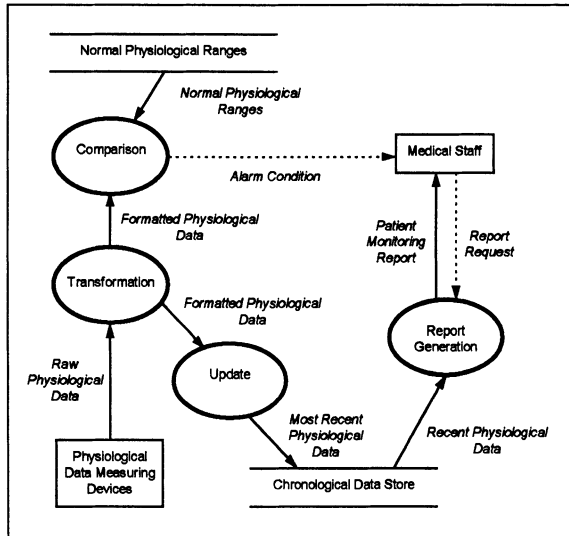 Normal Physiological Ranges
Normal Physiological
Ranges
Comparison
Medical Staff
Alarm Condition
Formatted Physiological
Data
Patient
Monitoring
Report
Report
Request
Transformation
Formatted Physiological
Data
Report
Generation
Raw
Physiological
Data
Update
Most Recent
Physiological
Data
Recent Physiological
Data
Physiological
Data Measuring
Devices
Chronological Data Store